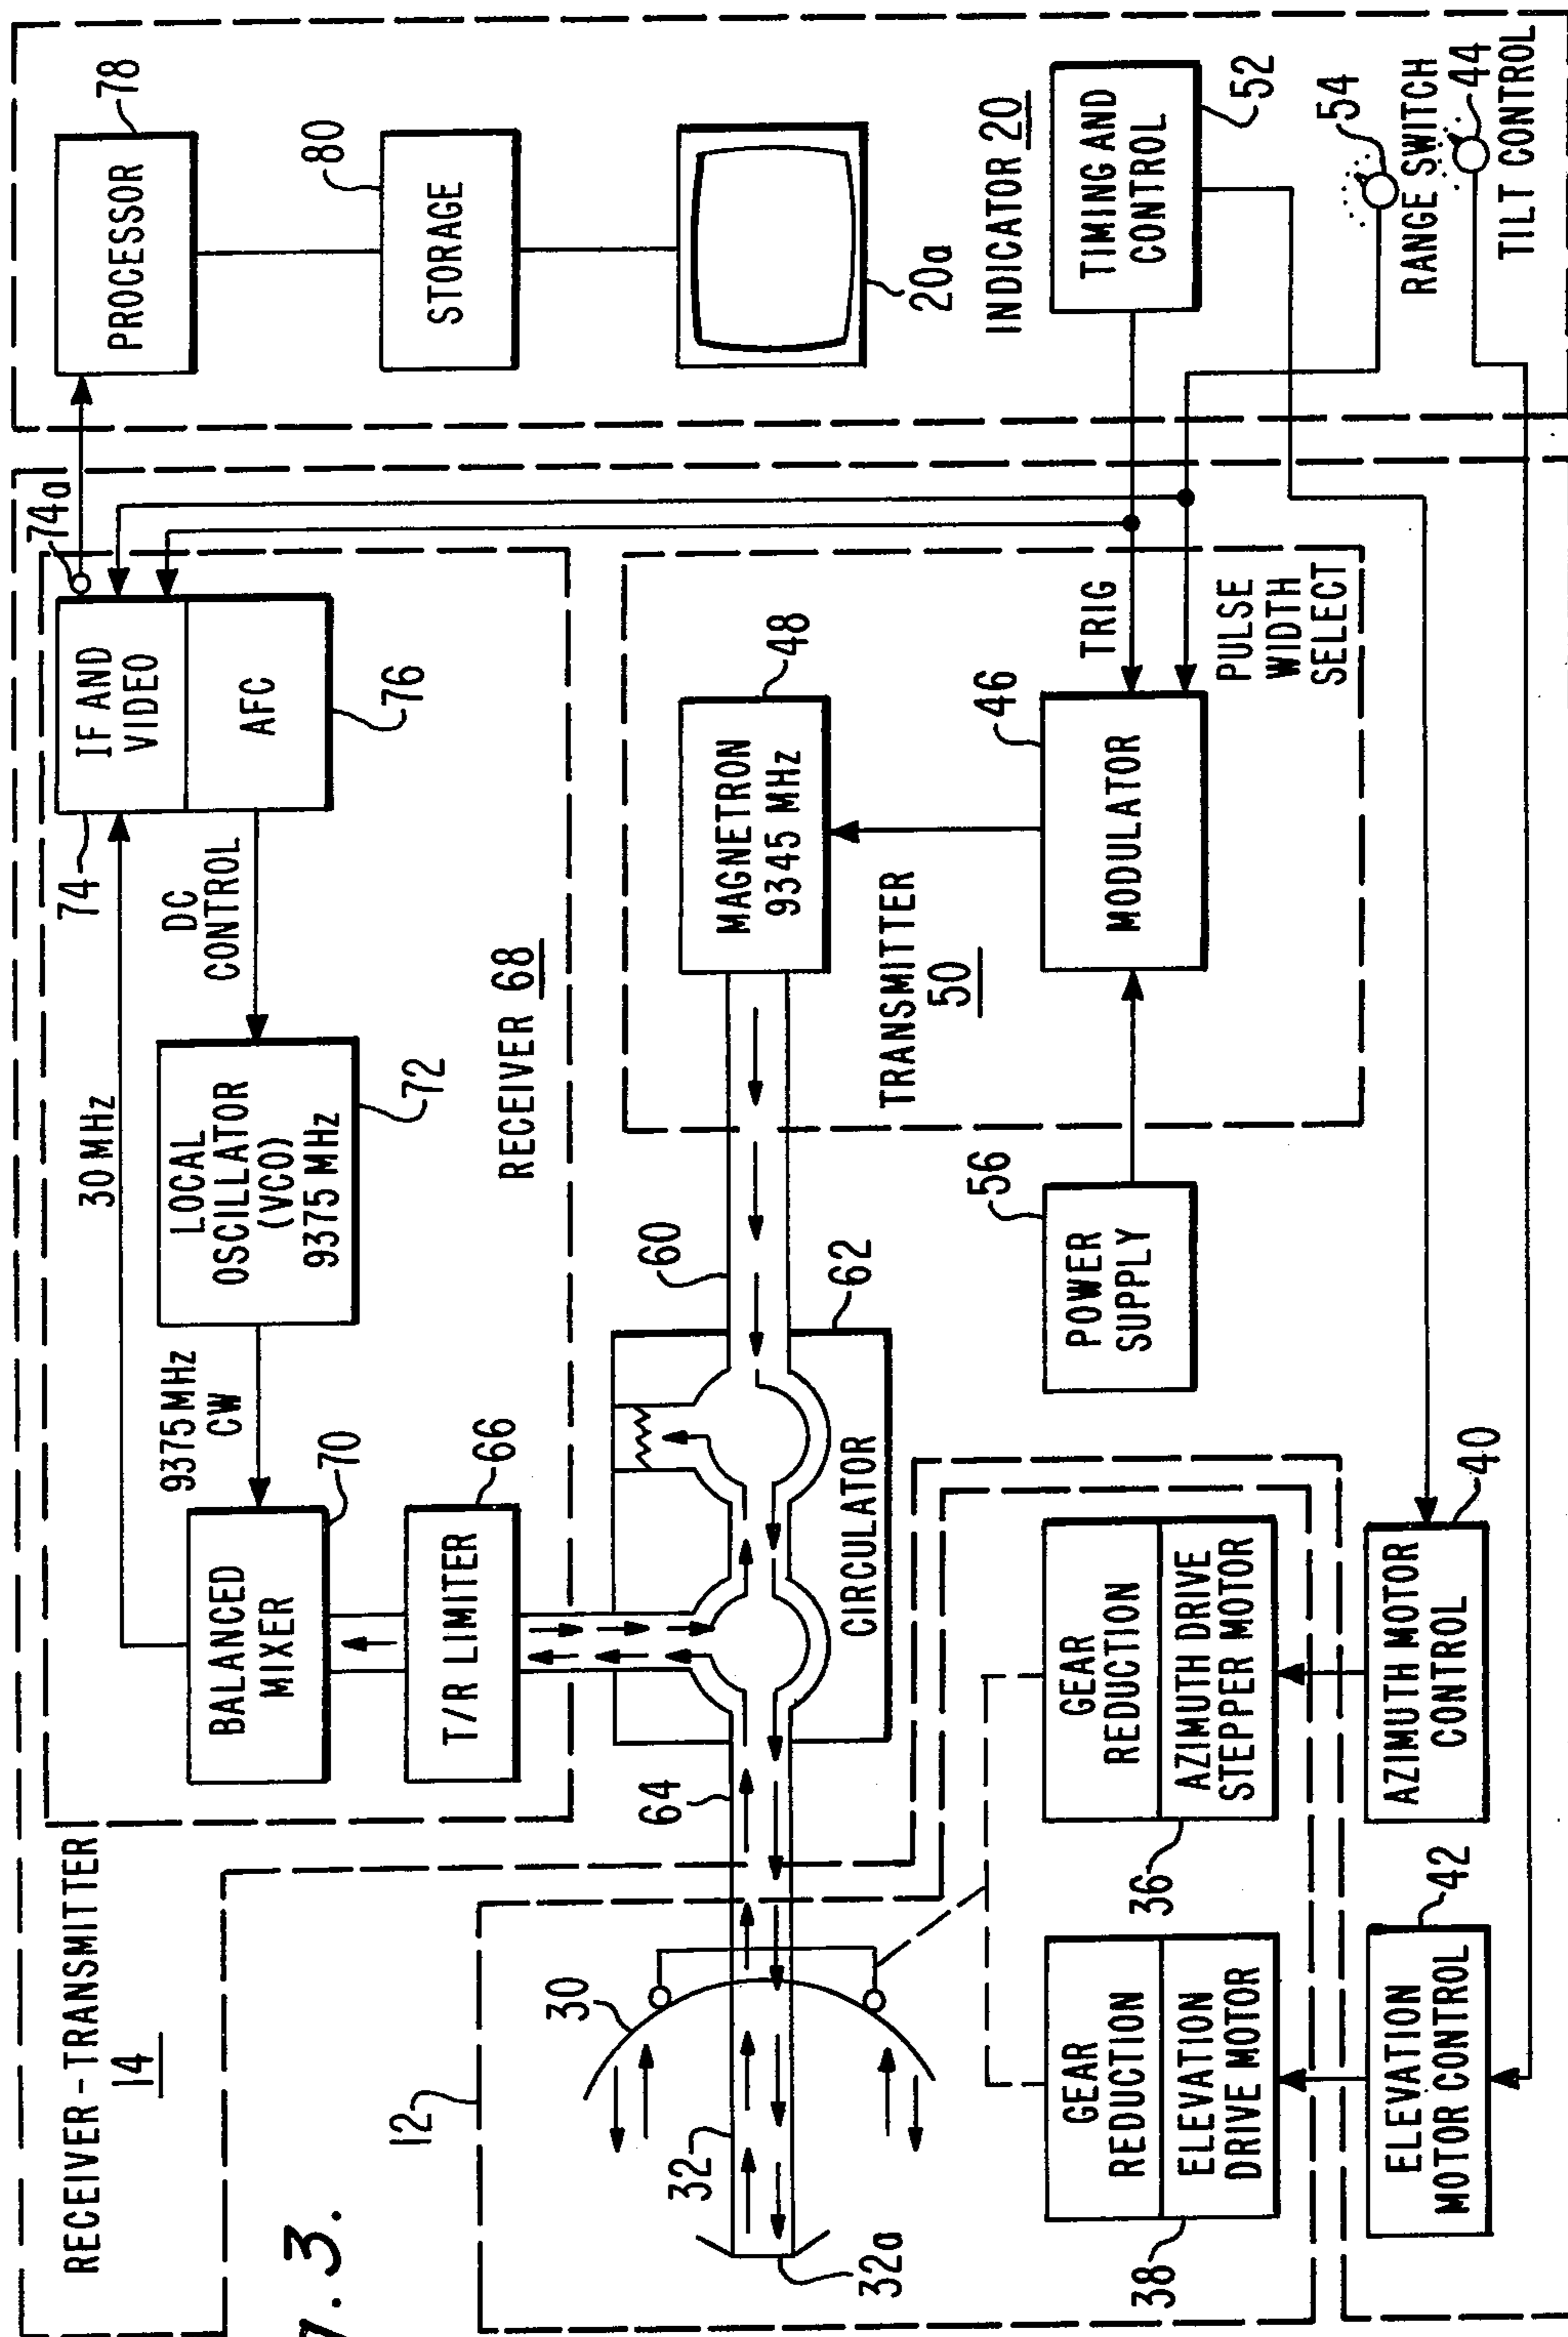 RECEIVER-TRANSMITTER
14
74a
74
IF AND
VIDEO
AFC
76
30 MHz
DC
CONTROL
LOCAL
OSCILLATOR
(VCO)
9375 MHz
72
9375 MHz
CW
BALANCED
MIXER
70
T/R LIMITER
66
RECEIVER 68
PROCESSOR
78
STORAGE
80
20a
INDICATOR 20
TIMING AND
CONTROL
52
54
RANGE SWITCH
44
TILT CONTROL
MAGNETRON
9345 MHz
48
TRANSMITTER
50
MODULATOR
46
TRIG
PULSE
WIDTH
SELECT
POWER
SUPPLY
56
60
62
CIRCULATOR
64
12
30
32
32a
GEAR
REDUCTION
AZIMUTH DRIVE
STEPPER MOTOR
36
GEAR
REDUCTION
ELEVATION
DRIVE MOTOR
38
AZIMUTH MOTOR
CONTROL
40
ELEVATION
MOTOR CONTROL
42
3.